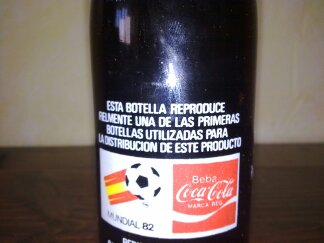 ESTA BOTELLA REPRODUCE
FIELMENTE UNA DE LAS PRIMERAS
BOTELLAS UTILIZADAS PARA
LA DISTRIBUCION DE ESTE PRODUCTO
MUNDIAL 82
Beba
Coca-Cola
MARCA REG.